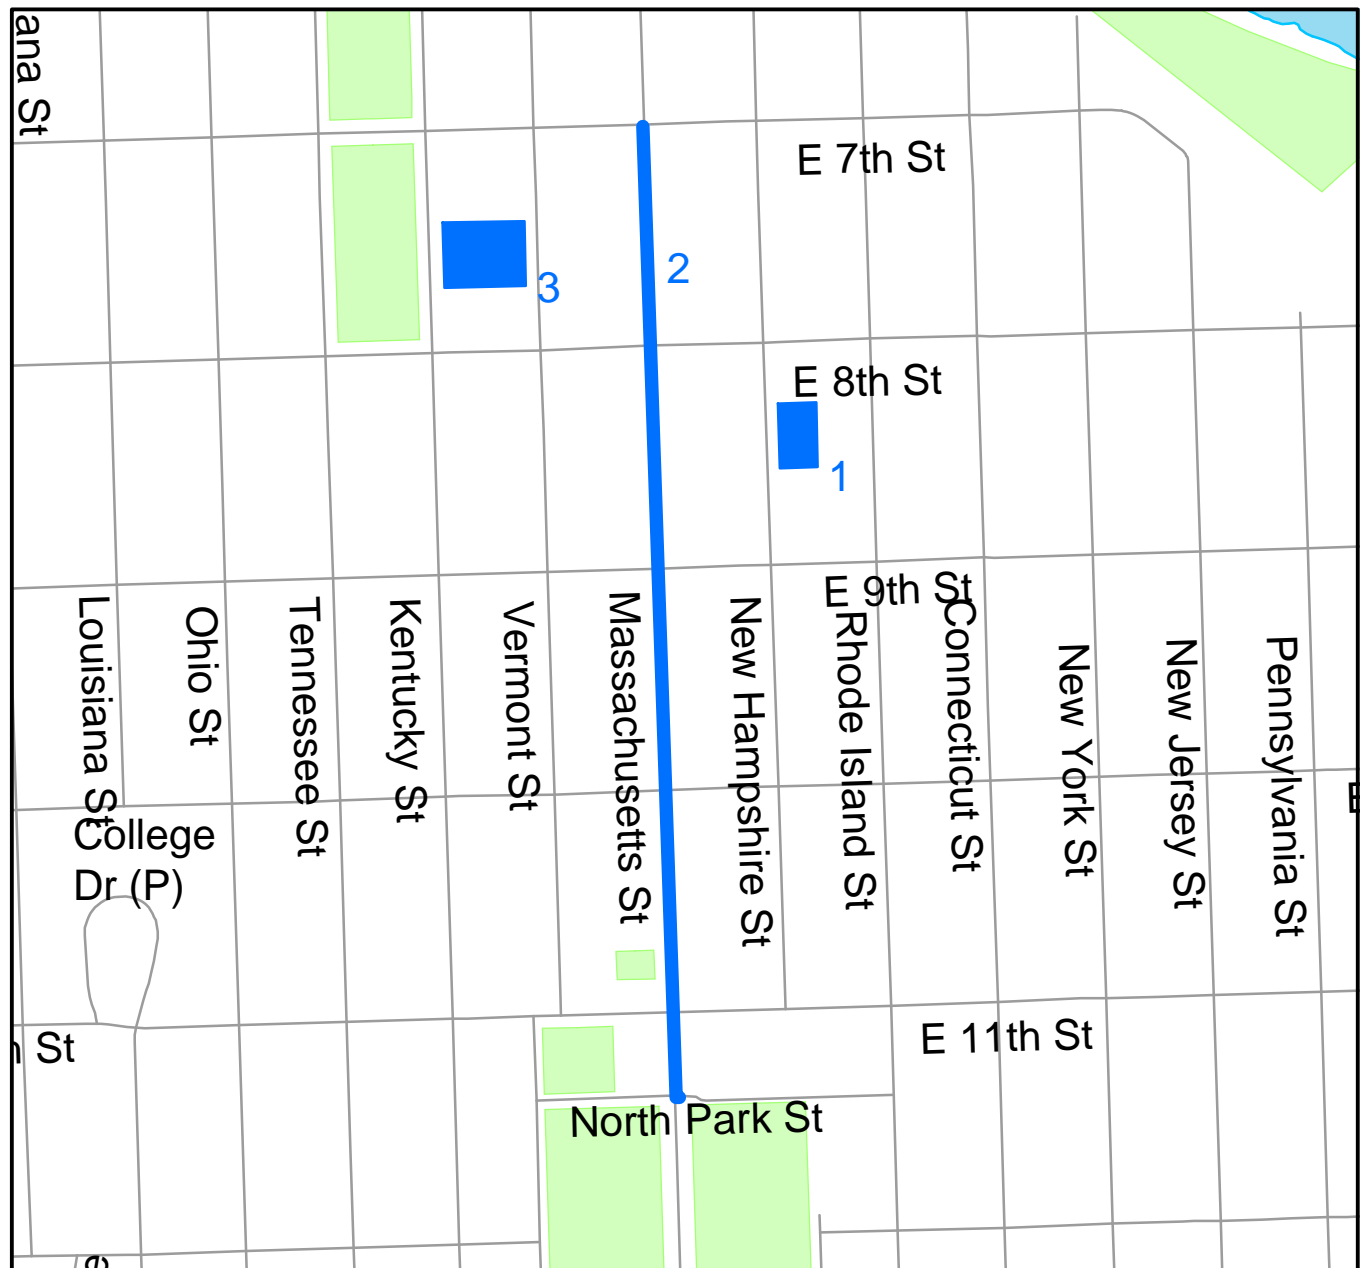 ana St
E 7th St
2
3
E 8th St
1
E 9th St
Louisiana St
Ohio St
Tennessee St
Kentucky St
Vermont St
Massachusetts St
New Hampshire St
Rhode Island St
Connecticut St
New York St
New Jersey St
Pennsylvania St
E
College
Dr (P)
St
E 11th St
North Park St
e